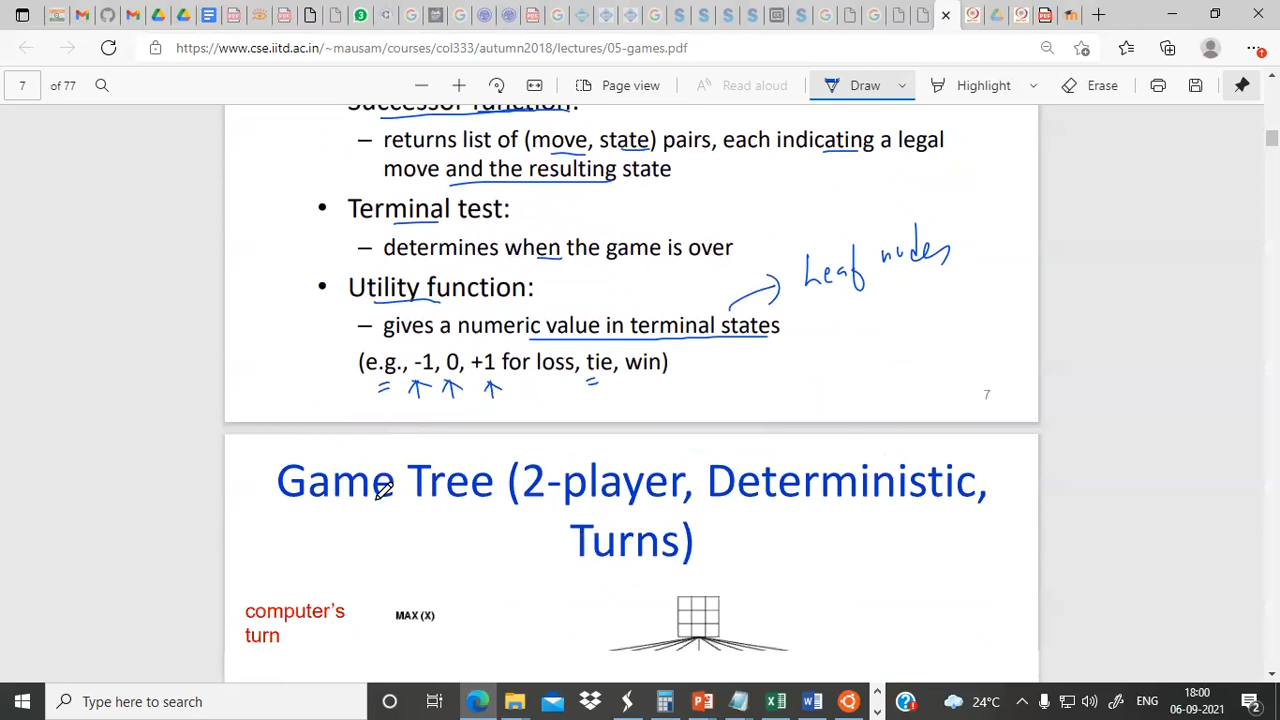 https://www.cse.iitd.ac.in/~mausam/courses/col333/autumn2018/lectures/05-games.pdf
7 of 77
Page view
Read aloud
Draw
Highlight
Erase
Successor function:
– returns list of (move, state) pairs, each indicating a legal
move and the resulting state
• Terminal test:
– determines when the game is over
Leaf nodes
• Utility function:
– gives a numeric value in terminal states
(e.g., -1, 0, +1 for loss, tie, win)
7
Game Tree (2-player, Deterministic,
Turns)
computer's
turn
MAX (X)
Type here to search
24°C
ENG
18:00
06-09-2021
2